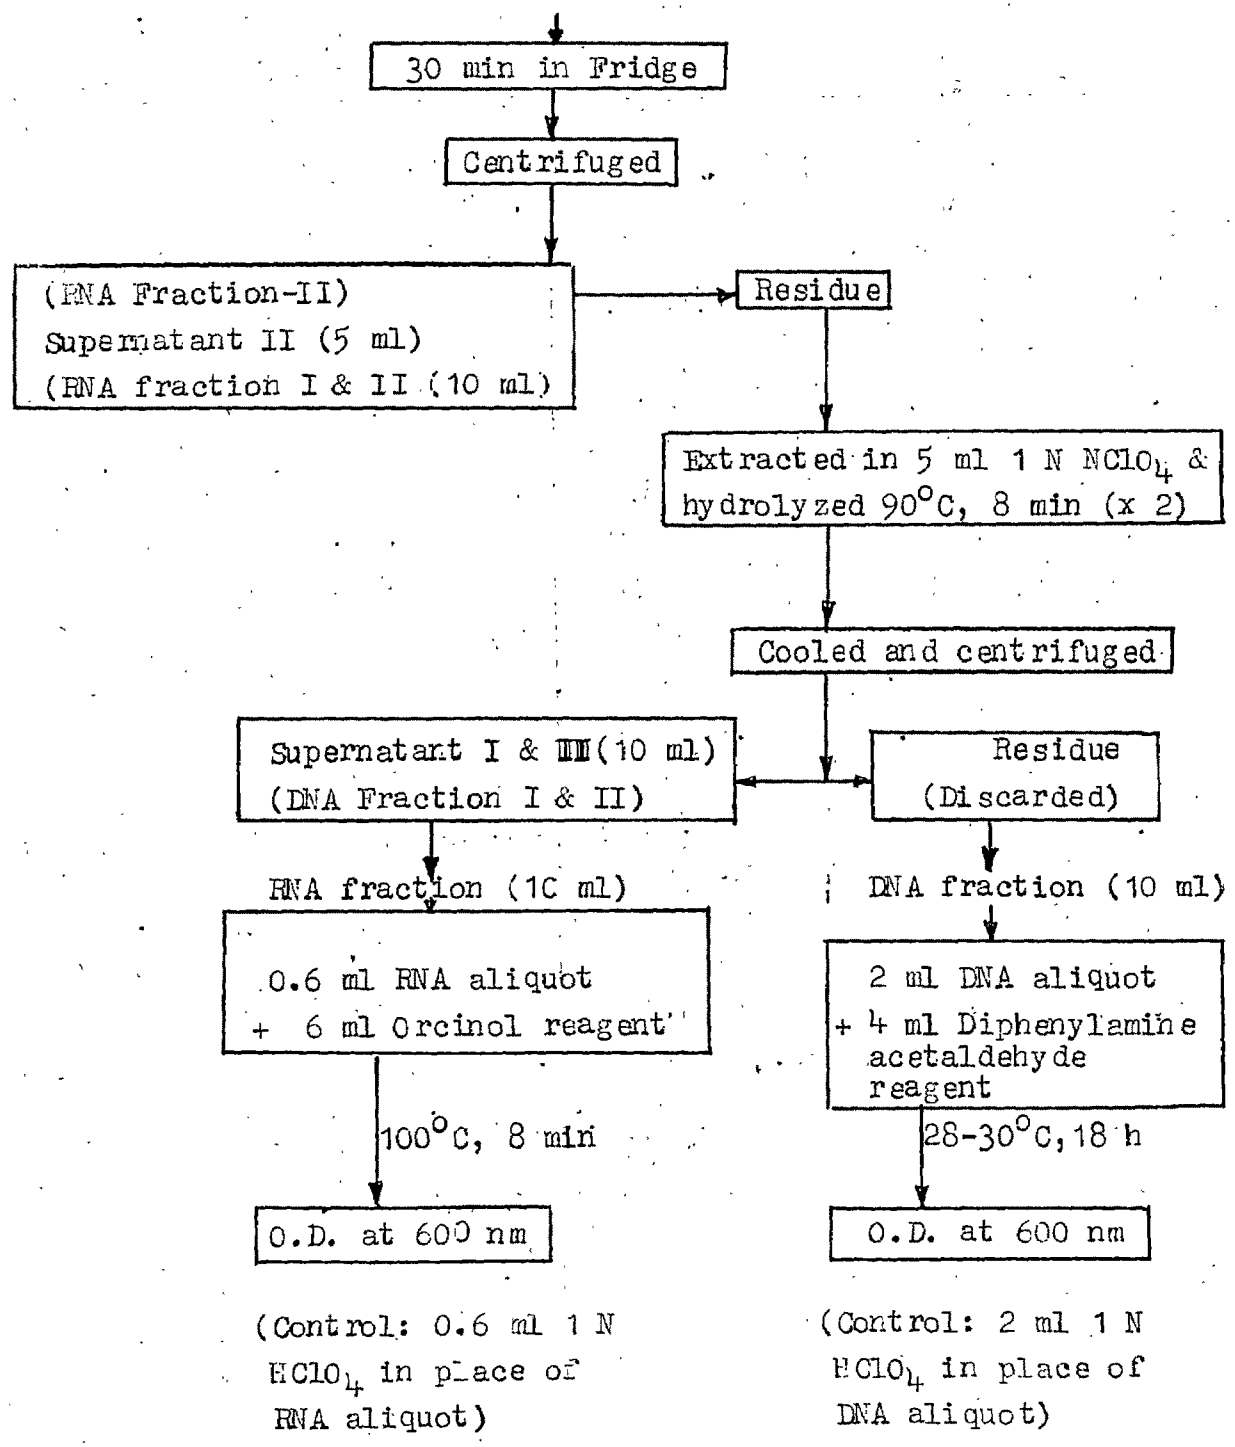 30 min in Fridge
Centrifuged
(RNA Fraction-II)
Supernatant II (5 ml)
(RNA fraction I & II (10 ml)
Residue
Extracted in 5 ml 1 N NClO4 &
hydrolyzed 90°C, 8 min (x 2)
Cooled and centrifuged
Supernatant I & II (10 ml)
(DNA Fraction I & II)
Residue
(Discarded)
RNA fraction (10 ml)
DNA fraction (10 ml)
0.6 ml RNA aliquot
+ 6 ml Orcinol reagent
2 ml DNA aliquot
+ 4 ml Diphenylamine
acetaldehyde
reagent
100°C, 8 min
28-30°C, 18 h
O.D. at 600 nm
O.D. at 600 nm
(Control: 0.6 ml 1 N
HClO4 in place of
RNA aliquot)
(Control: 2 ml 1 N
HClO4 in place of
DNA aliquot)